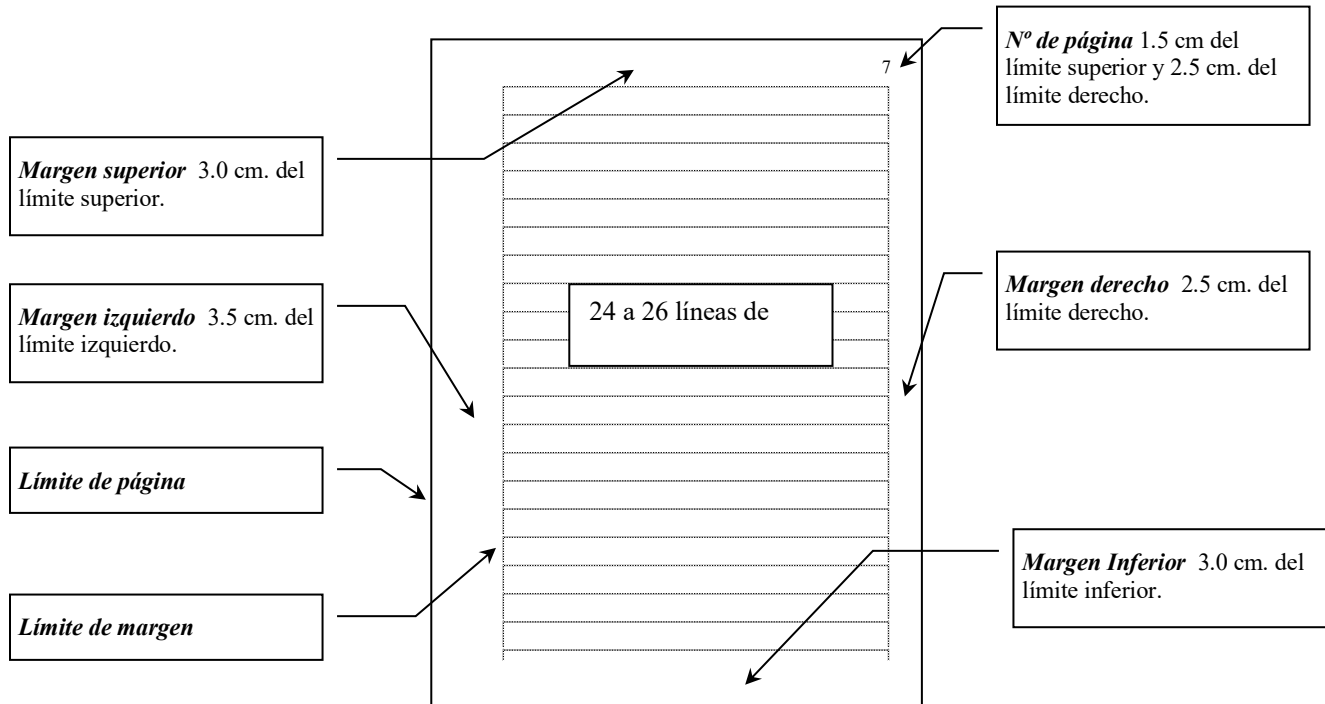 Nº de página 1.5 cm del
límite superior y 2.5 cm. del
límite derecho.
7
Margen superior 3.0 cm. del
límite superior.
Margen izquierdo 3.5 cm. del
límite izquierdo.
24 a 26 líneas de
Margen derecho 2.5 cm. del
límite derecho.
Límite de página
Margen Inferior 3.0 cm. del
límite inferior.
Límite de margen